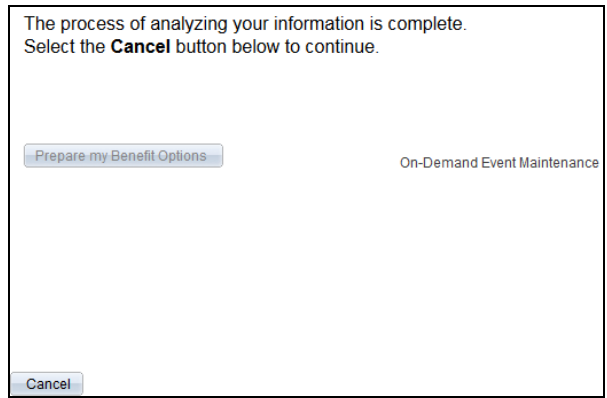 The process of analyzing your information is complete.
Select the Cancel button below to continue.
Prepare my Benefit Options
On-Demand Event Maintenance
Cancel